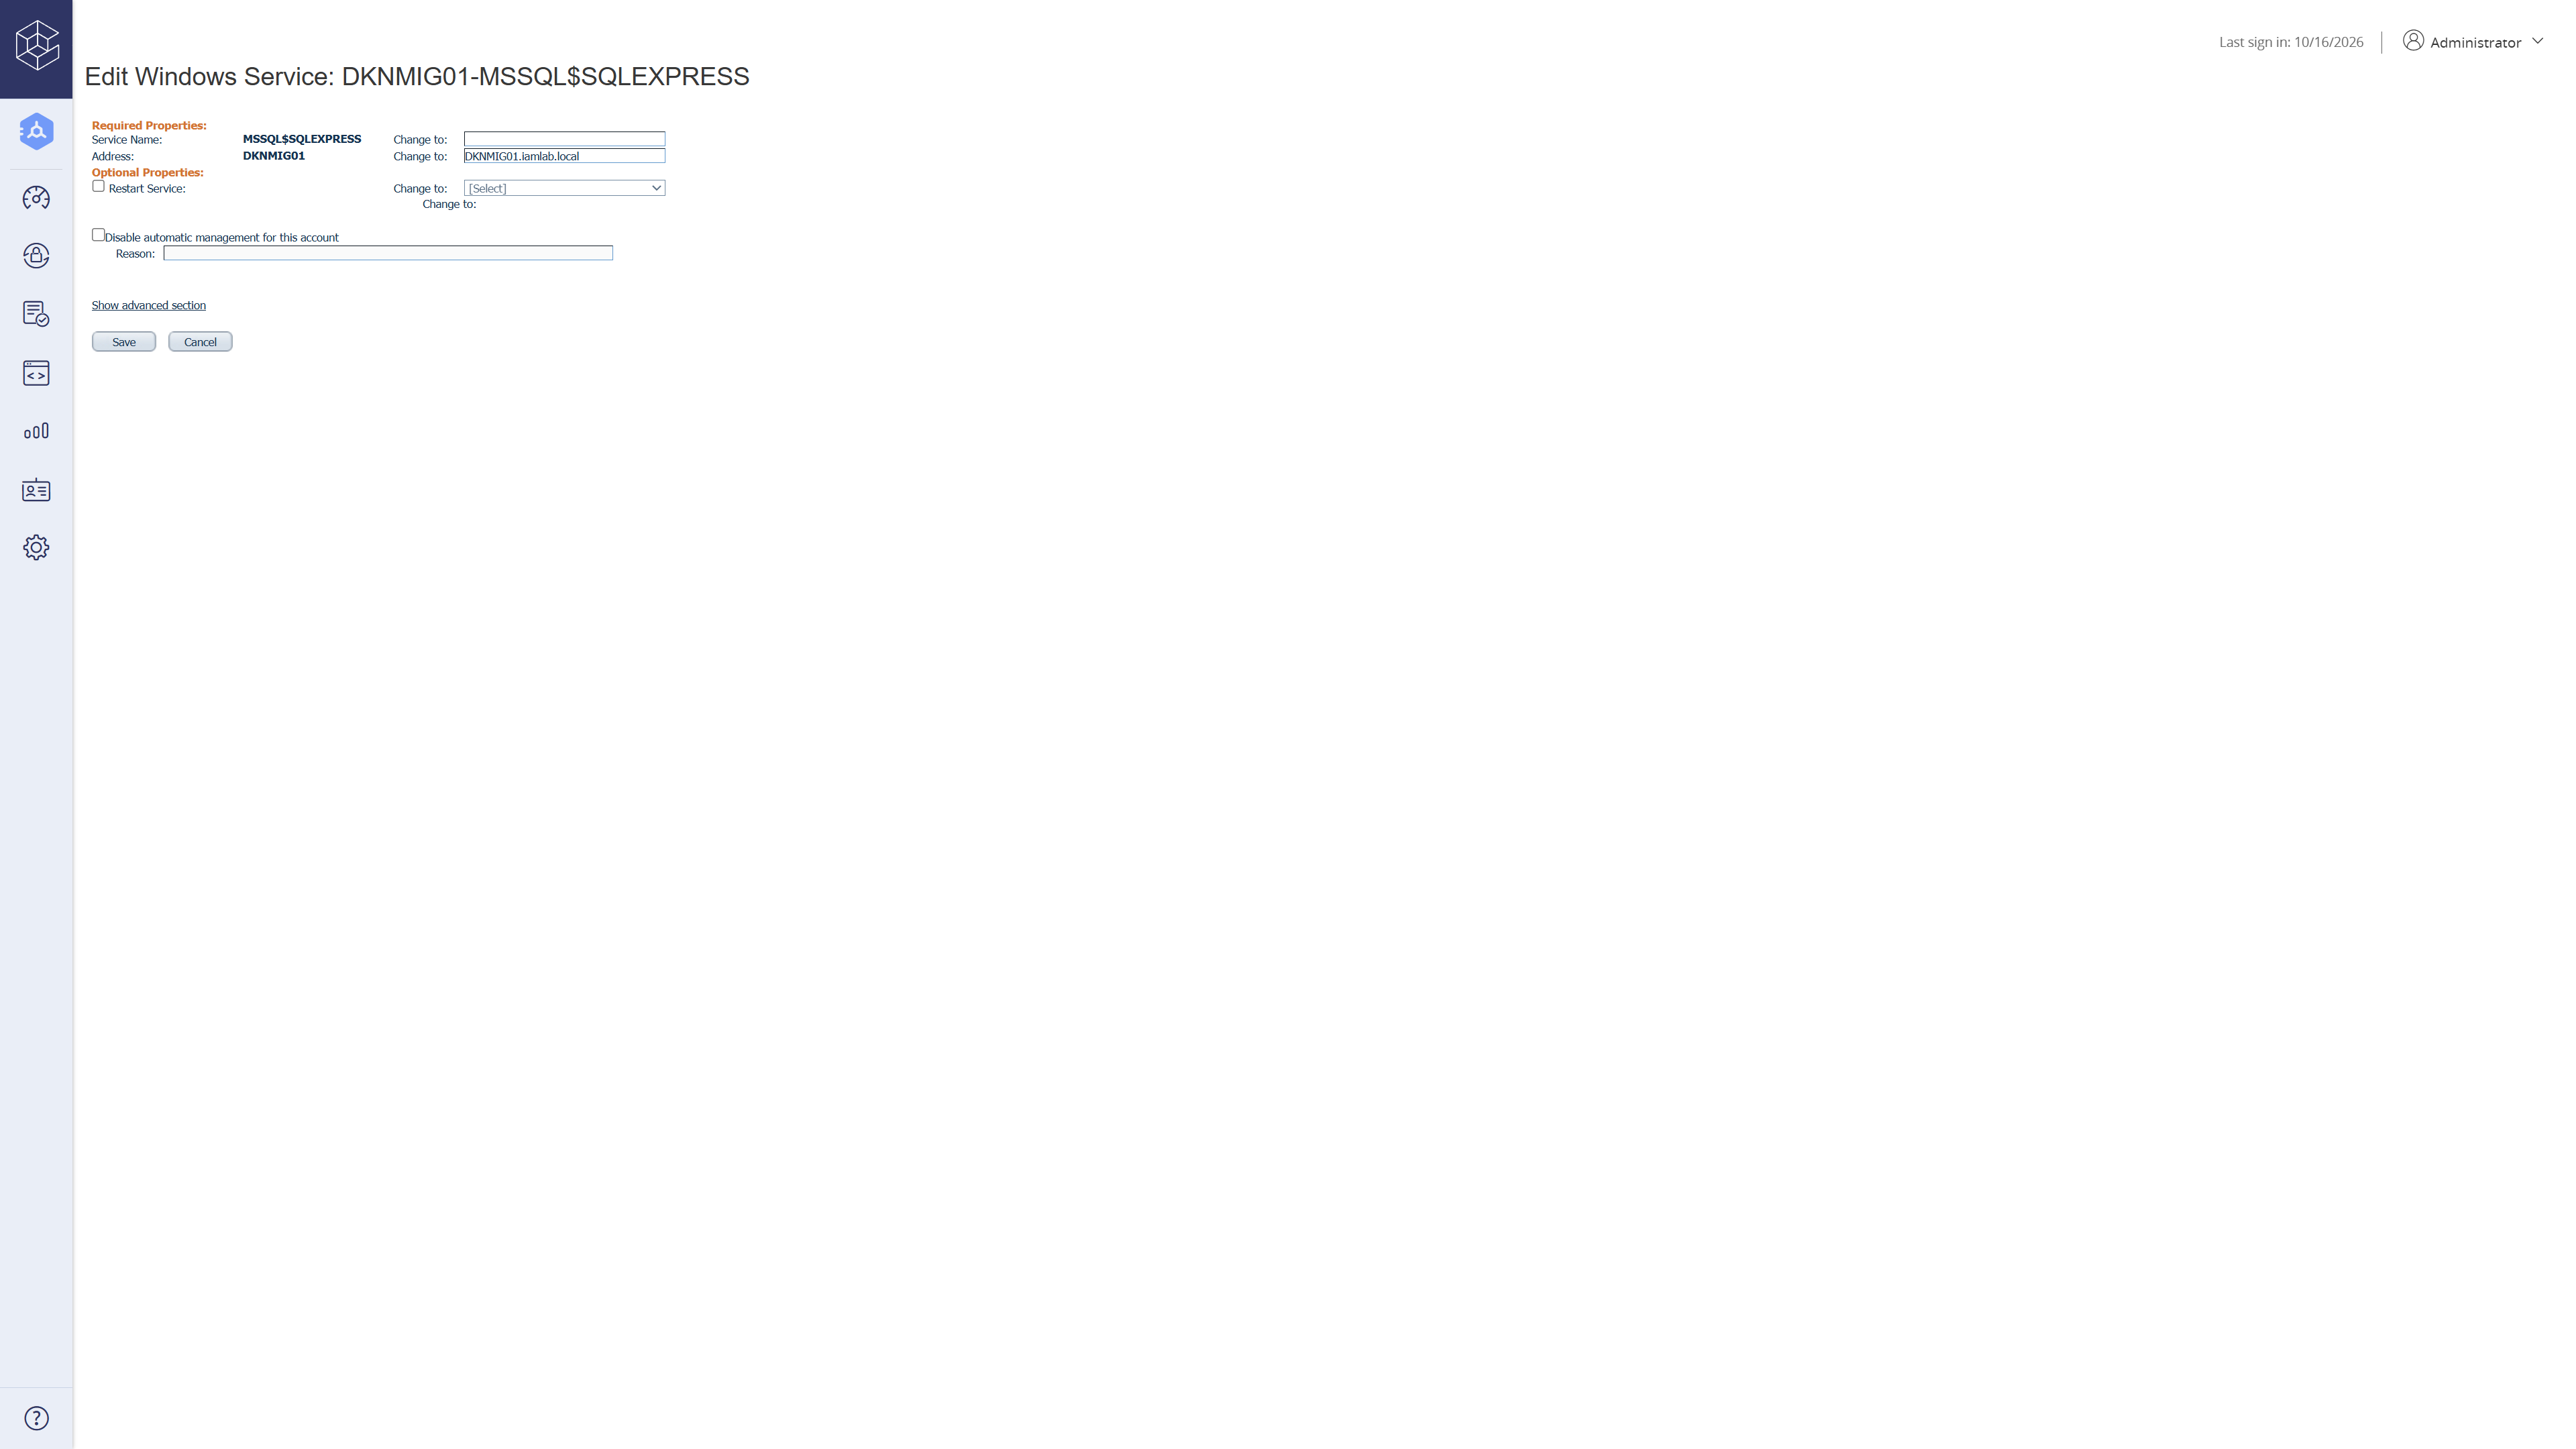 Last sign in: 10/16/2026 Administrator
Edit Windows Service: DKNMIG01-MSSQL$SQLEXPRESS
Required Properties:
Service Name: MSSQL$SQLEXPRESS Change to:
Address: DKNMIG01 Change to: DKNMIG01.iamlab.local
Optional Properties:
Restart Service: Change to: [Select]
Change to:
Disable automatic management for this account
Reason:
Show advanced section
Save Cancel